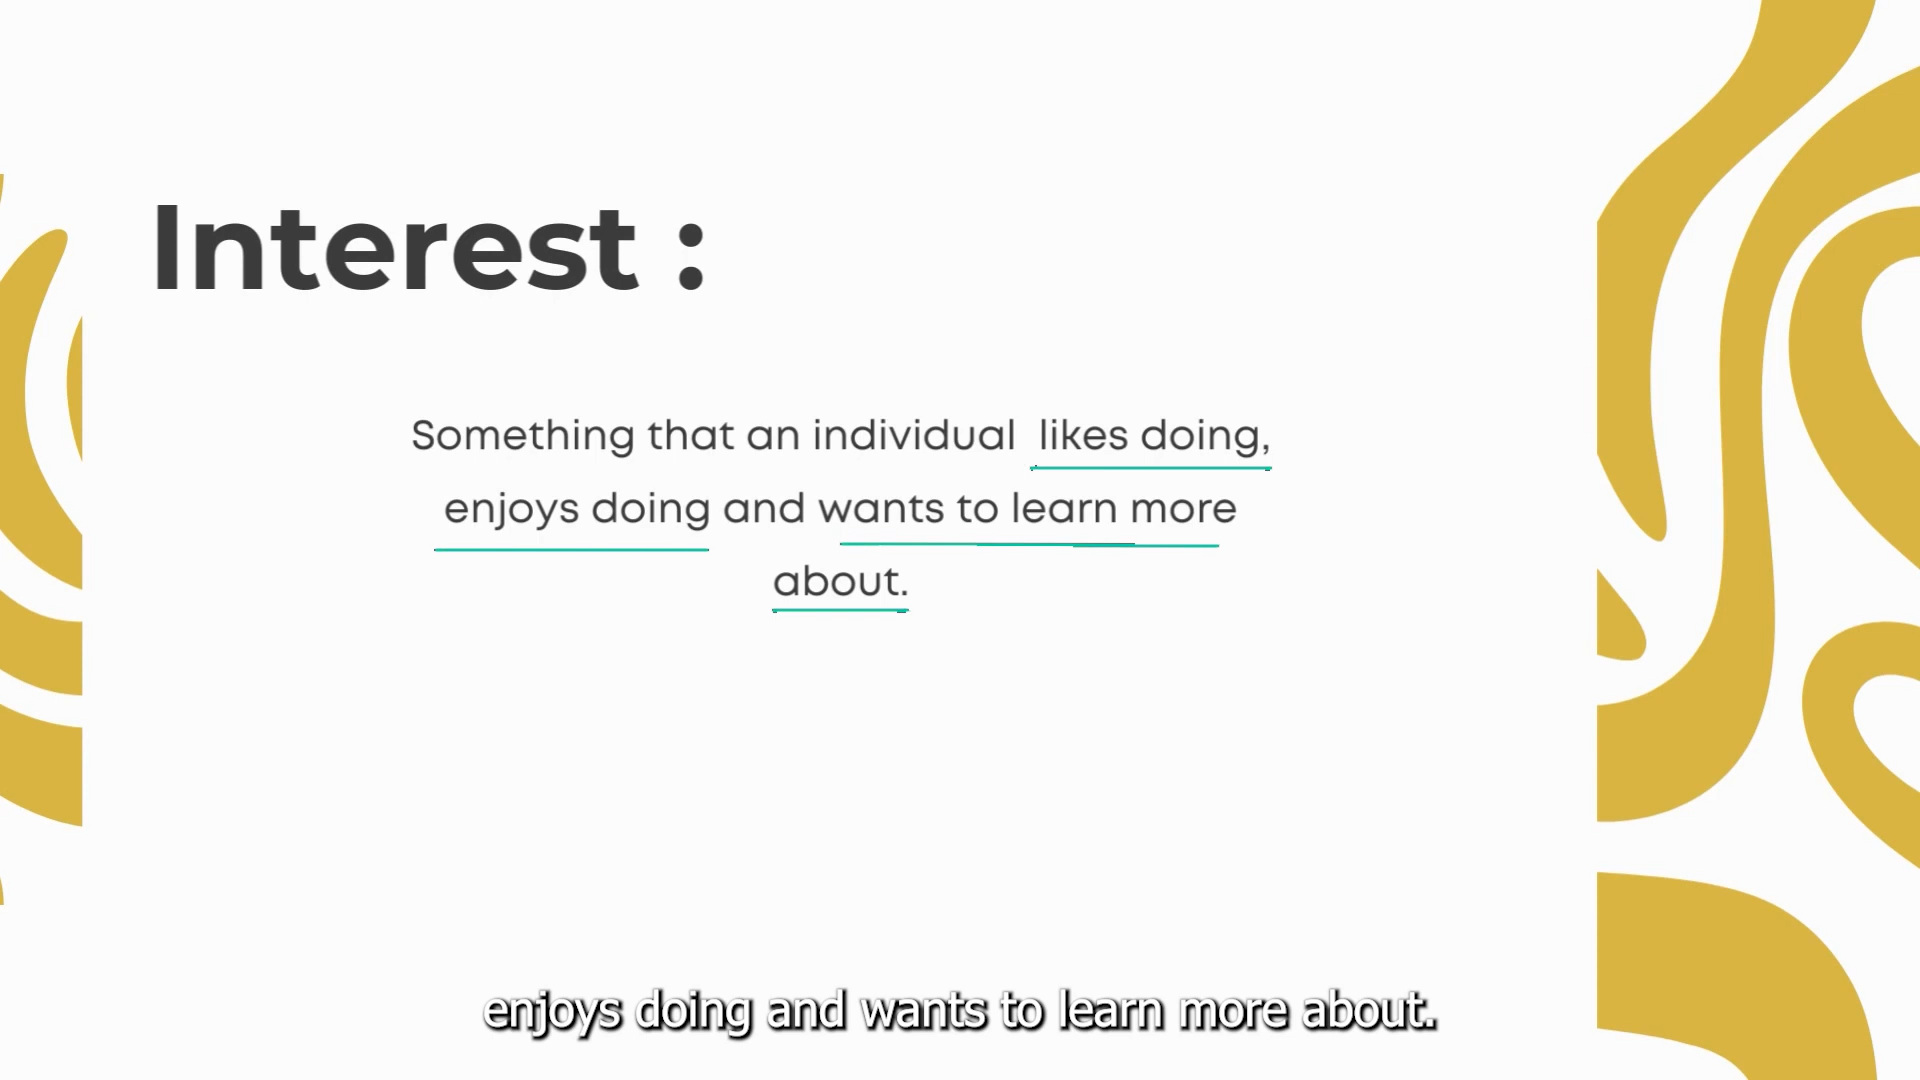 Interest :
Something that an individual likes doing,
enjoys doing and wants to learn more
about.
enjoys doing and wants to learn more about.